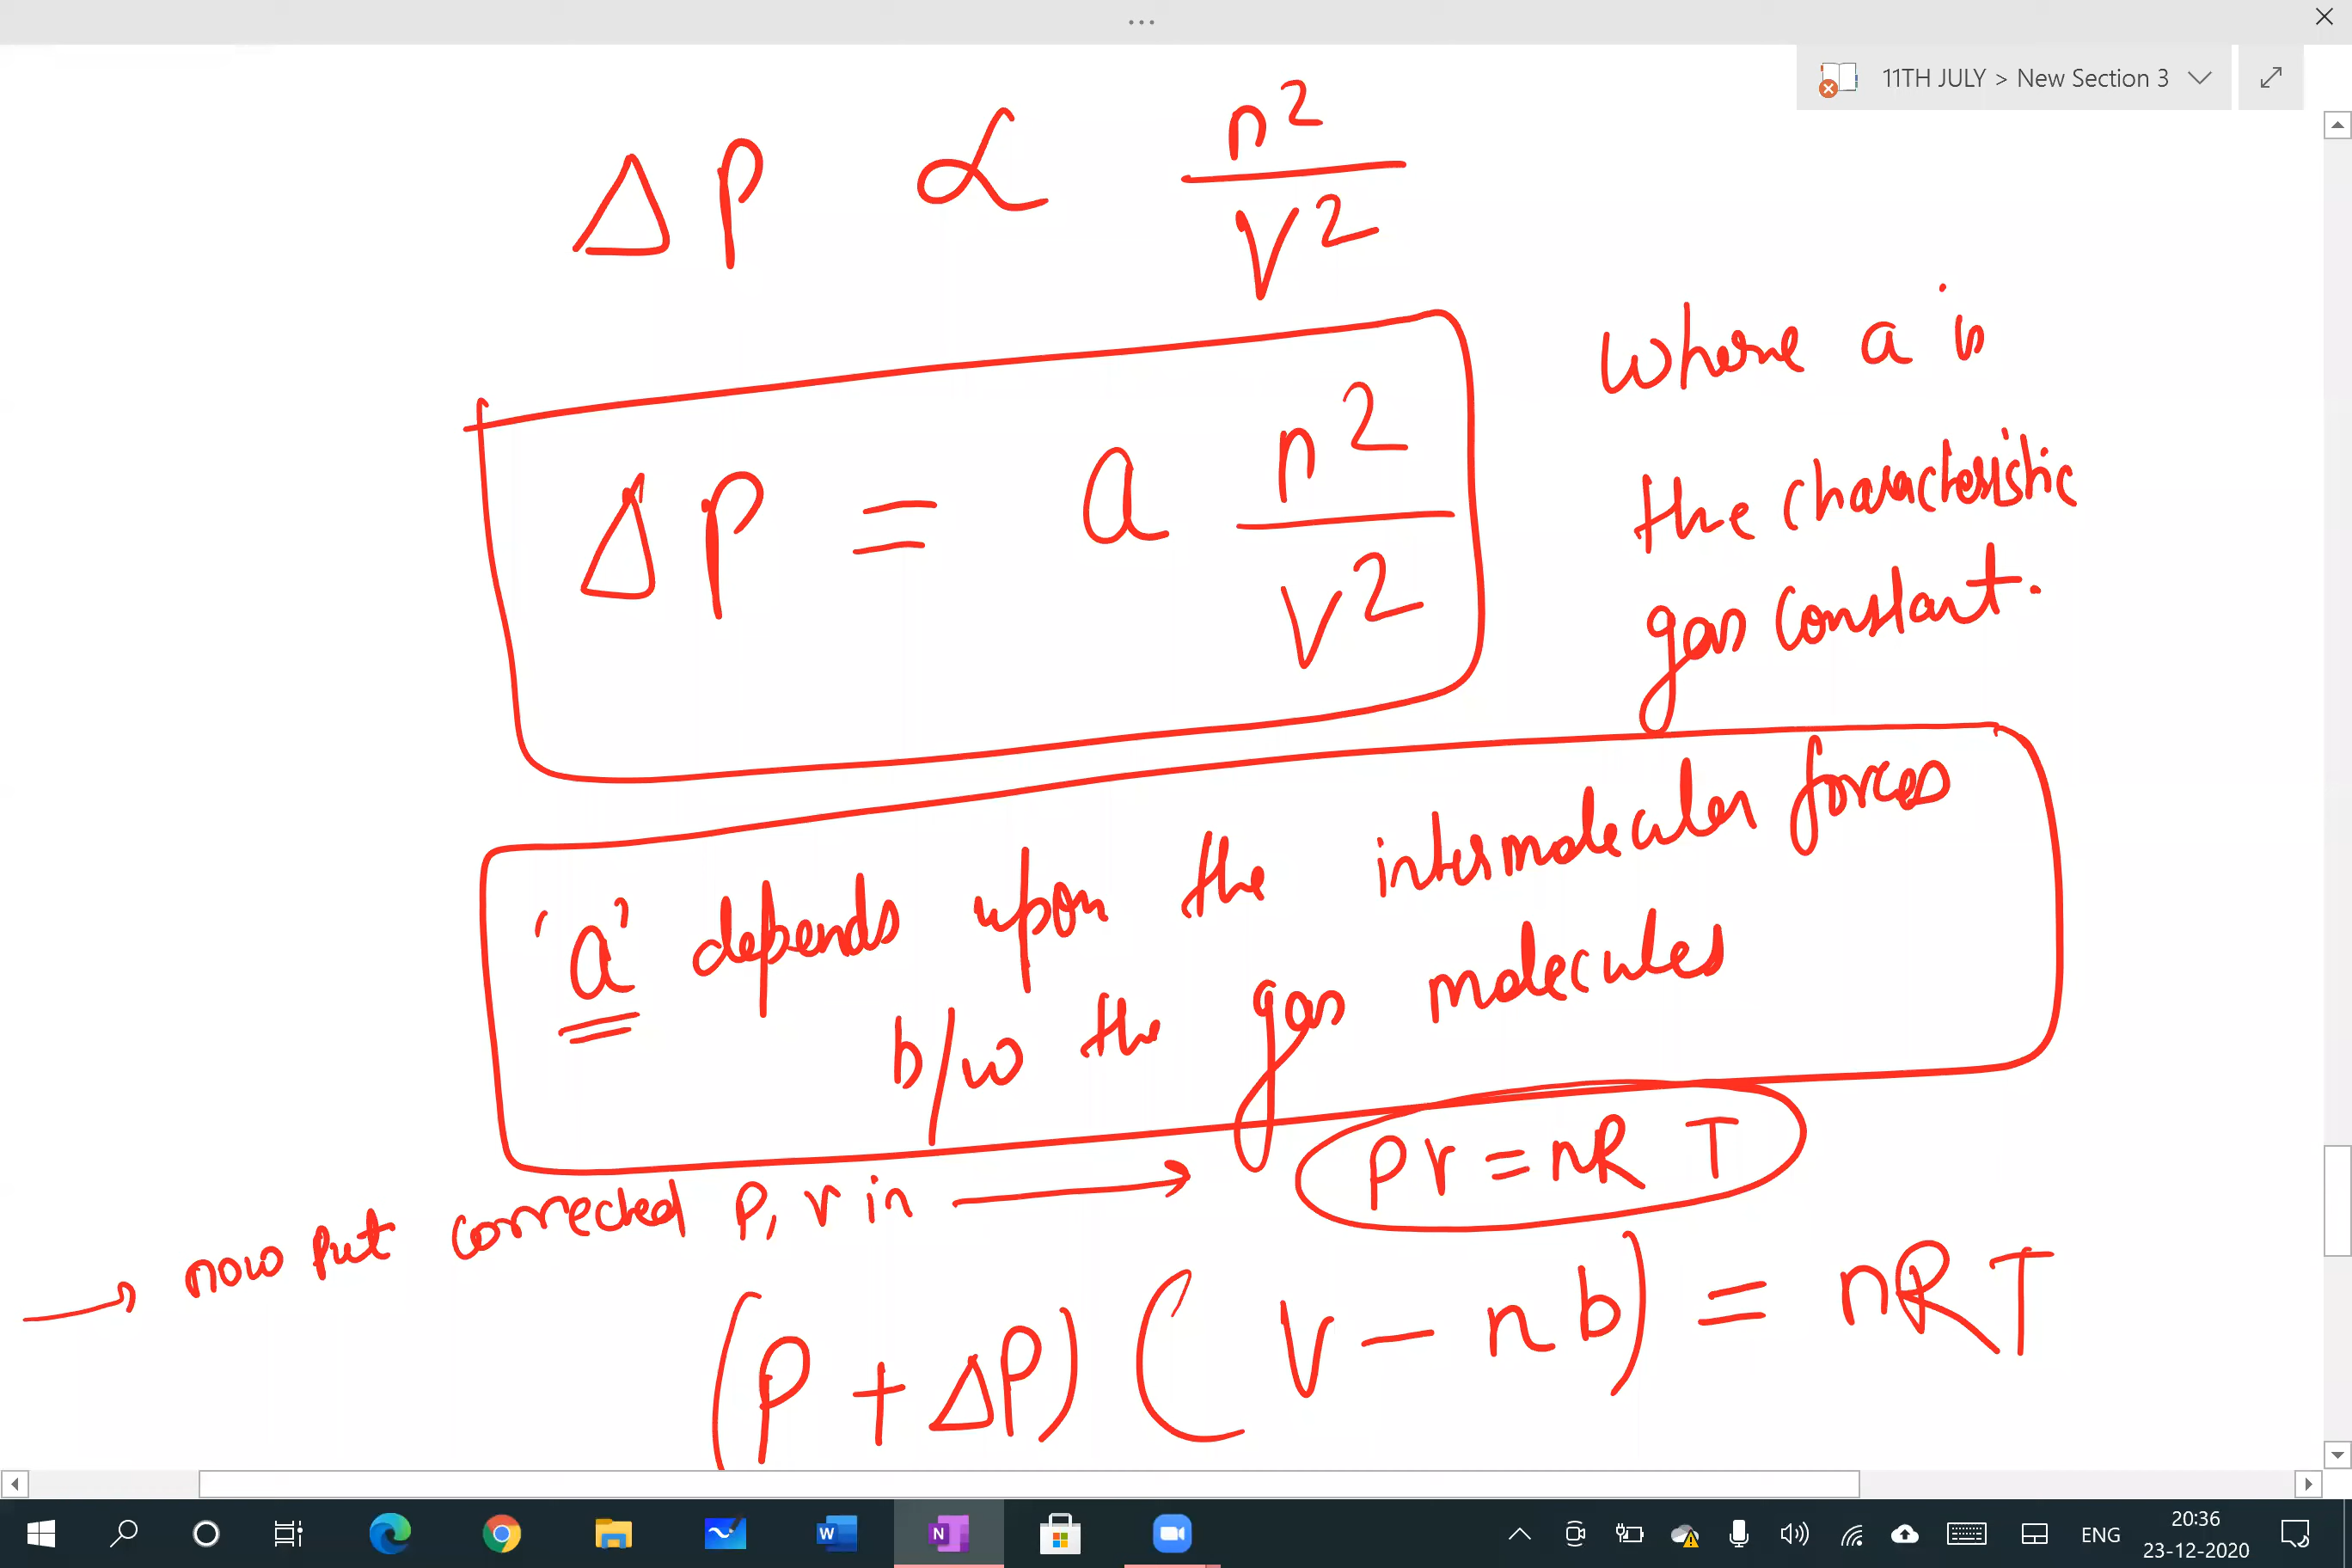 11TH JULY > New Section 3
Δ P ∝ n²/V²
Δ P = a n²/V²
where a is
the characteristic
gas constant.
'a' depends upon the intermolecular forces
b/w the gas molecules
→ now put corrected P, V in → PV = nRT
(P + ΔP) (V - nb) = nRT
ENG
20:36
23-12-2020